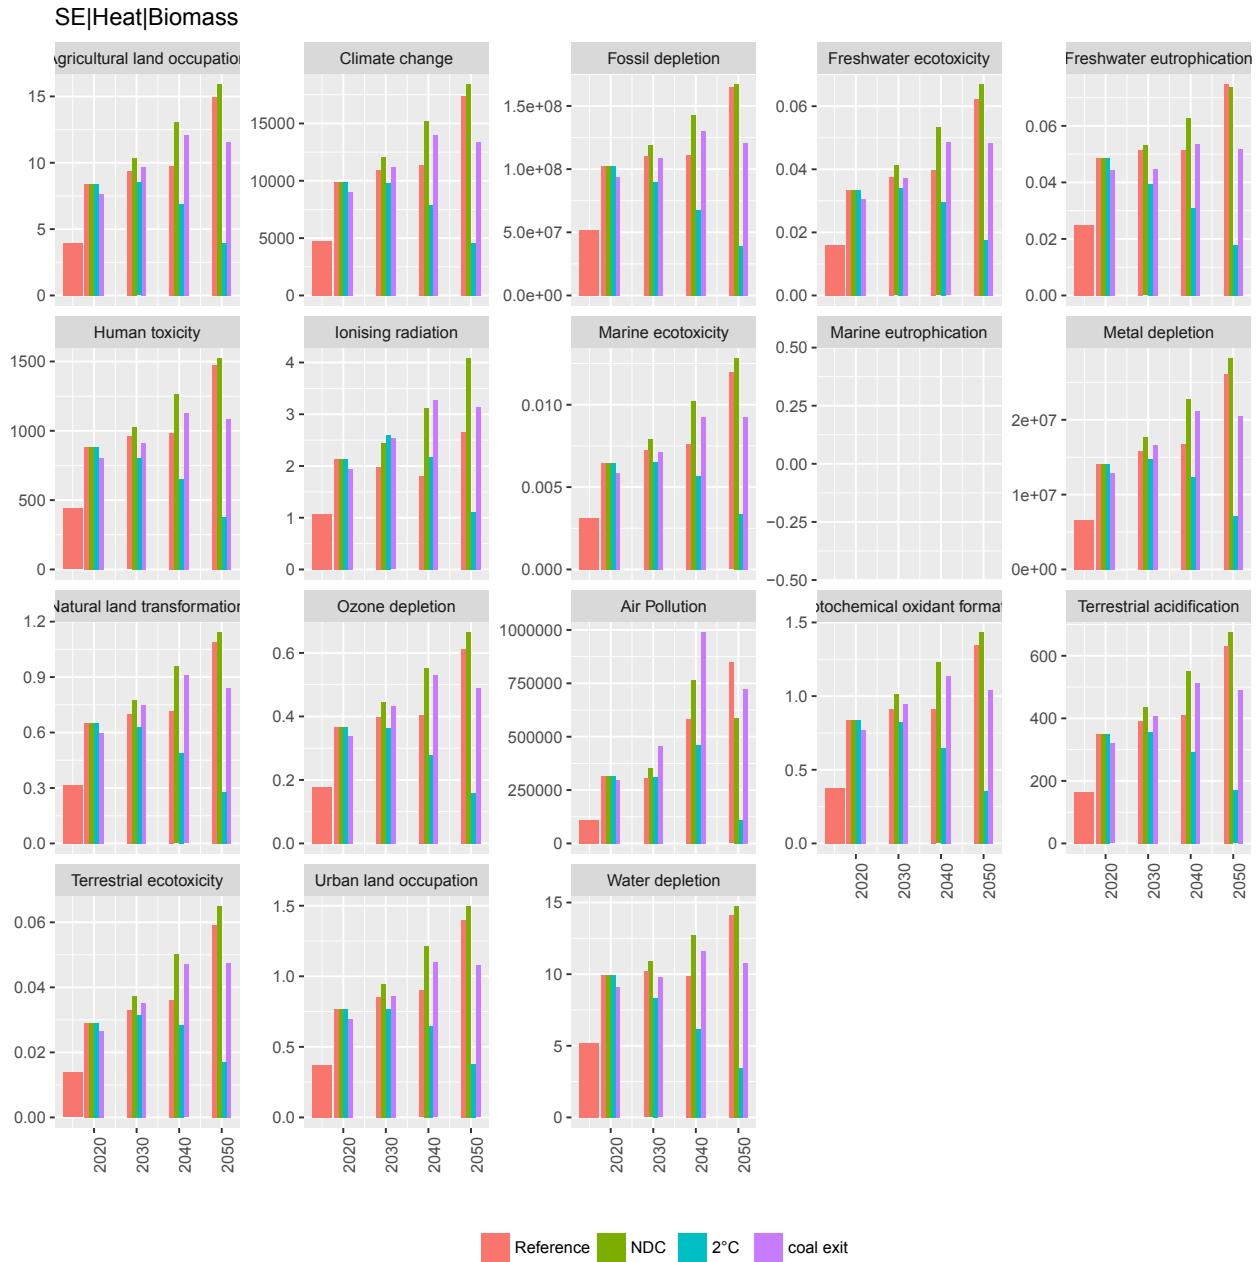 SE|Heat|Biomass
Agricultural land occupation
Climate change
Fossil depletion
Freshwater ecotoxicity
Freshwater eutrophication
15
10
5
0
15000
10000
5000
0
1.5e+08
1.0e+08
5.0e+07
0.0e+00
0.06
0.04
0.02
0.00
0.06
0.04
0.02
0.00
Human toxicity
Ionising radiation
Marine ecotoxicity
Marine eutrophication
Metal depletion
1500
1000
500
0
4
3
2
1
0
0.010
0.005
0.000
0.50
0.25
0.00
−0.25
−0.50
2e+07
1e+07
0e+00
Natural land transformation
Ozone depletion
Air Pollution
otochemical oxidant format
Terrestrial acidification
1.2
0.9
0.6
0.3
0.0
0.6
0.4
0.2
0.0
1000000
750000
500000
250000
0
1.5
1.0
0.5
0.0
600
400
200
0
2020
2030
2040
2050
2020
2030
2040
2050
Terrestrial ecotoxicity
Urban land occupation
Water depletion
0.06
0.04
0.02
0.00
1.5
1.0
0.5
0.0
15
10
5
0
2020
2030
2040
2050
2020
2030
2040
2050
2020
2030
2040
2050
Reference
NDC
2°C
coal exit